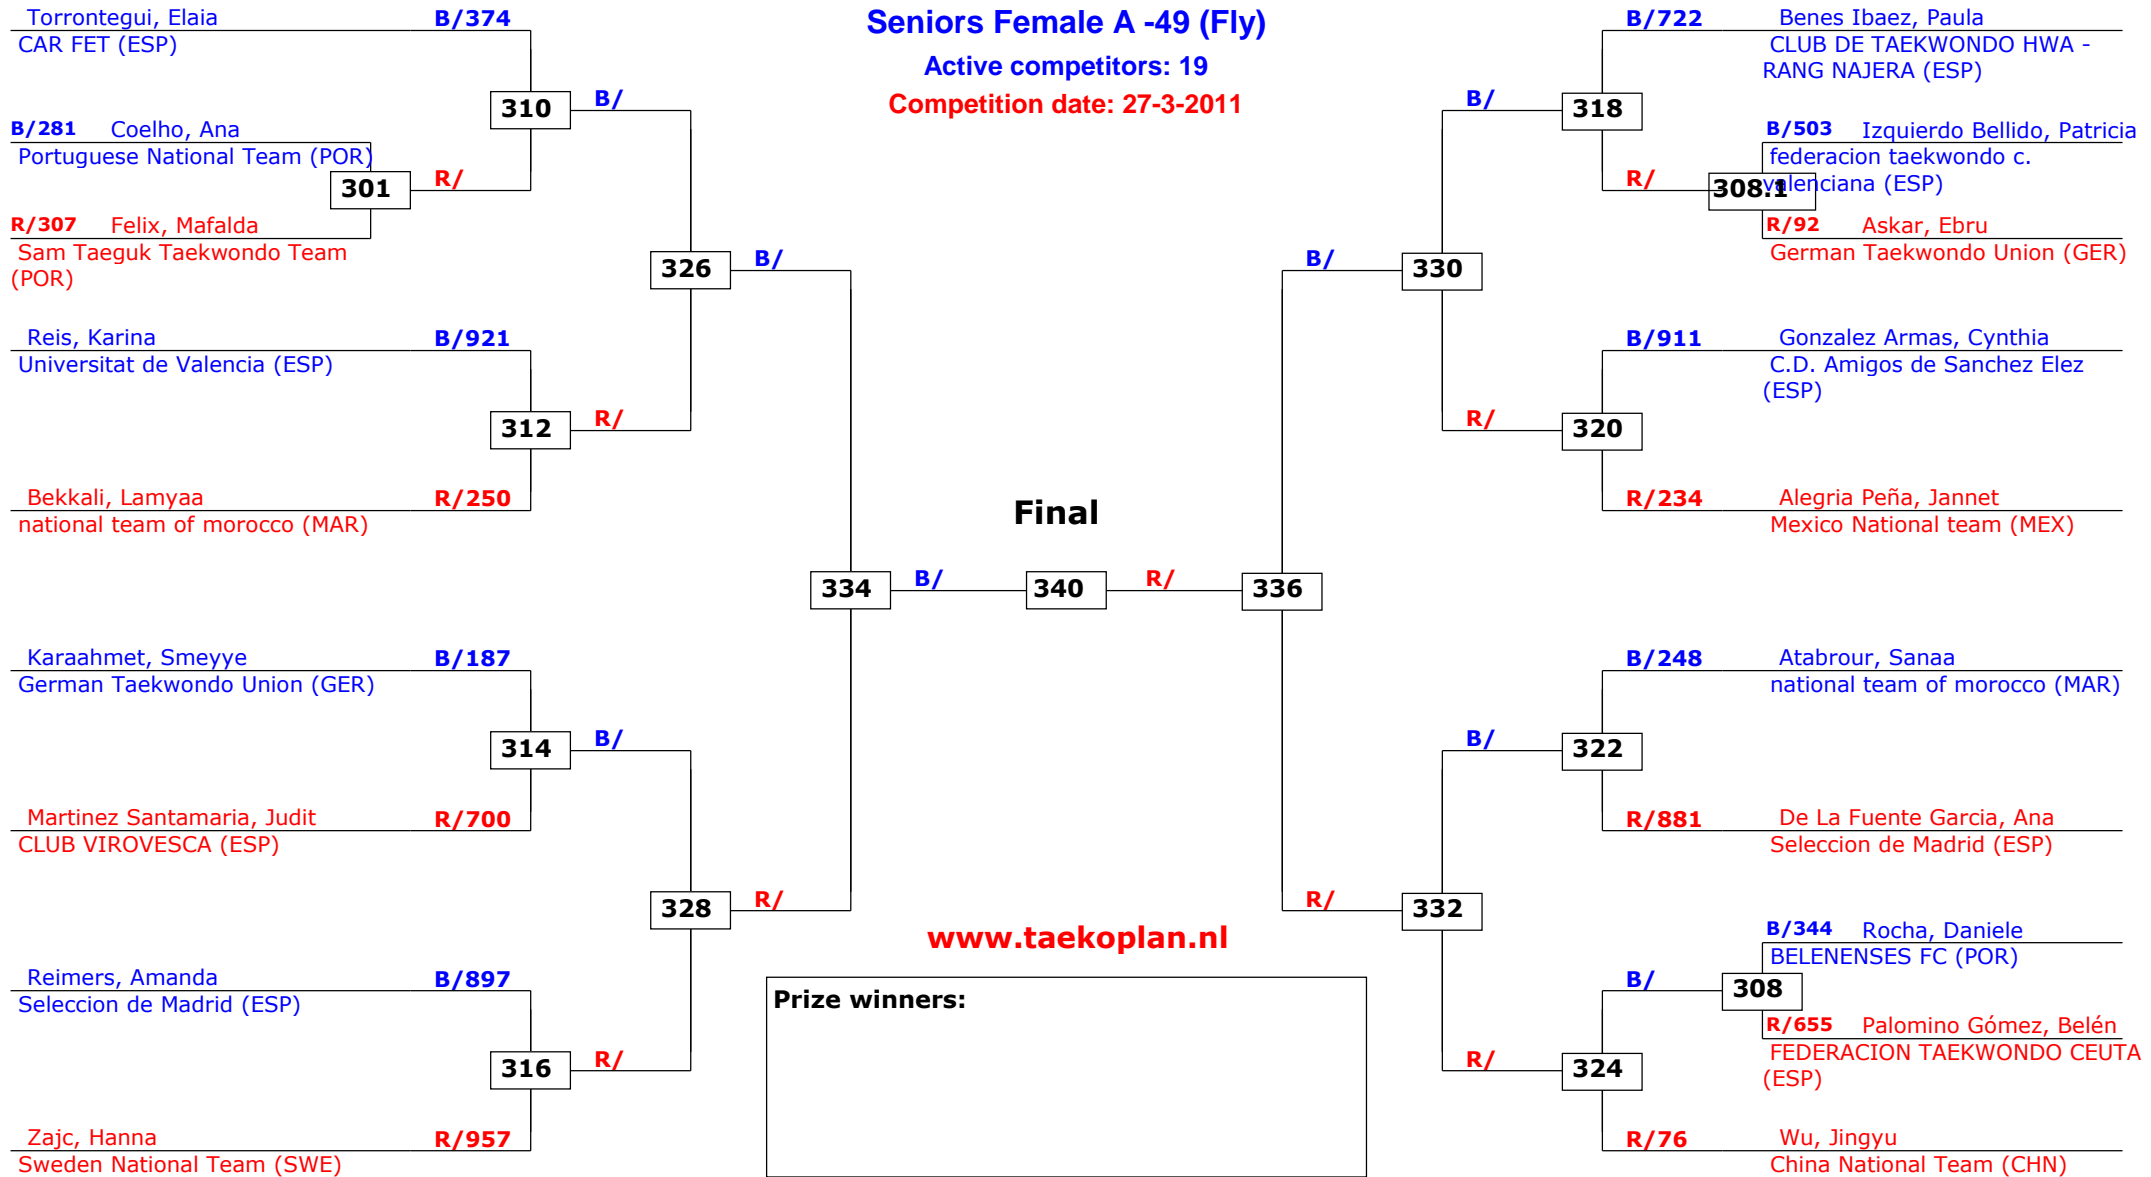 Seniors Female A -49 (Fly)
Active competitors: 19
Competition date: 27-3-2011
Torrontegui, Elaia B/374
CAR FET (ESP)
310 B/
B/281 Coelho, Ana
Portuguese National Team (POR)
301 R/
R/307 Felix, Mafalda
Sam Taeguk Taekwondo Team
(POR)
326 B/
Reis, Karina B/921
Universitat de Valencia (ESP)
312 R/
Bekkali, Lamyaa R/250
national team of morocco (MAR)
334 B/
Karaahmet, Smeyye B/187
German Taekwondo Union (GER)
314 B/
Martinez Santamaria, Judit R/700
CLUB VIROVESCA (ESP)
328 R/
Reimers, Amanda B/897
Seleccion de Madrid (ESP)
316 R/
Zajc, Hanna R/957
Sweden National Team (SWE)
Final
340
R/ 336
B/722 Benes Ibaez, Paula
CLUB DE TAEKWONDO HWA -
RANG NAJERA (ESP)
B/ 318
B/503 Izquierdo Bellido, Patricia
federacion taekwondo c.
valenciana (ESP)
R/ 308.1
R/92 Askar, Ebru
German Taekwondo Union (GER)
B/ 330
B/911 Gonzalez Armas, Cynthia
C.D. Amigos de Sanchez Elez
(ESP)
R/ 320
R/234 Alegria Peña, Jannet
Mexico National team (MEX)
B/248 Atabrour, Sanaa
national team of morocco (MAR)
B/ 322
R/881 De La Fuente Garcia, Ana
Seleccion de Madrid (ESP)
R/ 332
B/344 Rocha, Daniele
BELENENSES FC (POR)
B/ 308
R/655 Palomino Gómez, Belén
FEDERACION TAEKWONDO CEUTA
(ESP)
R/ 324
R/76 Wu, Jingyu
China National Team (CHN)
www.taekoplan.nl
Prize winners: